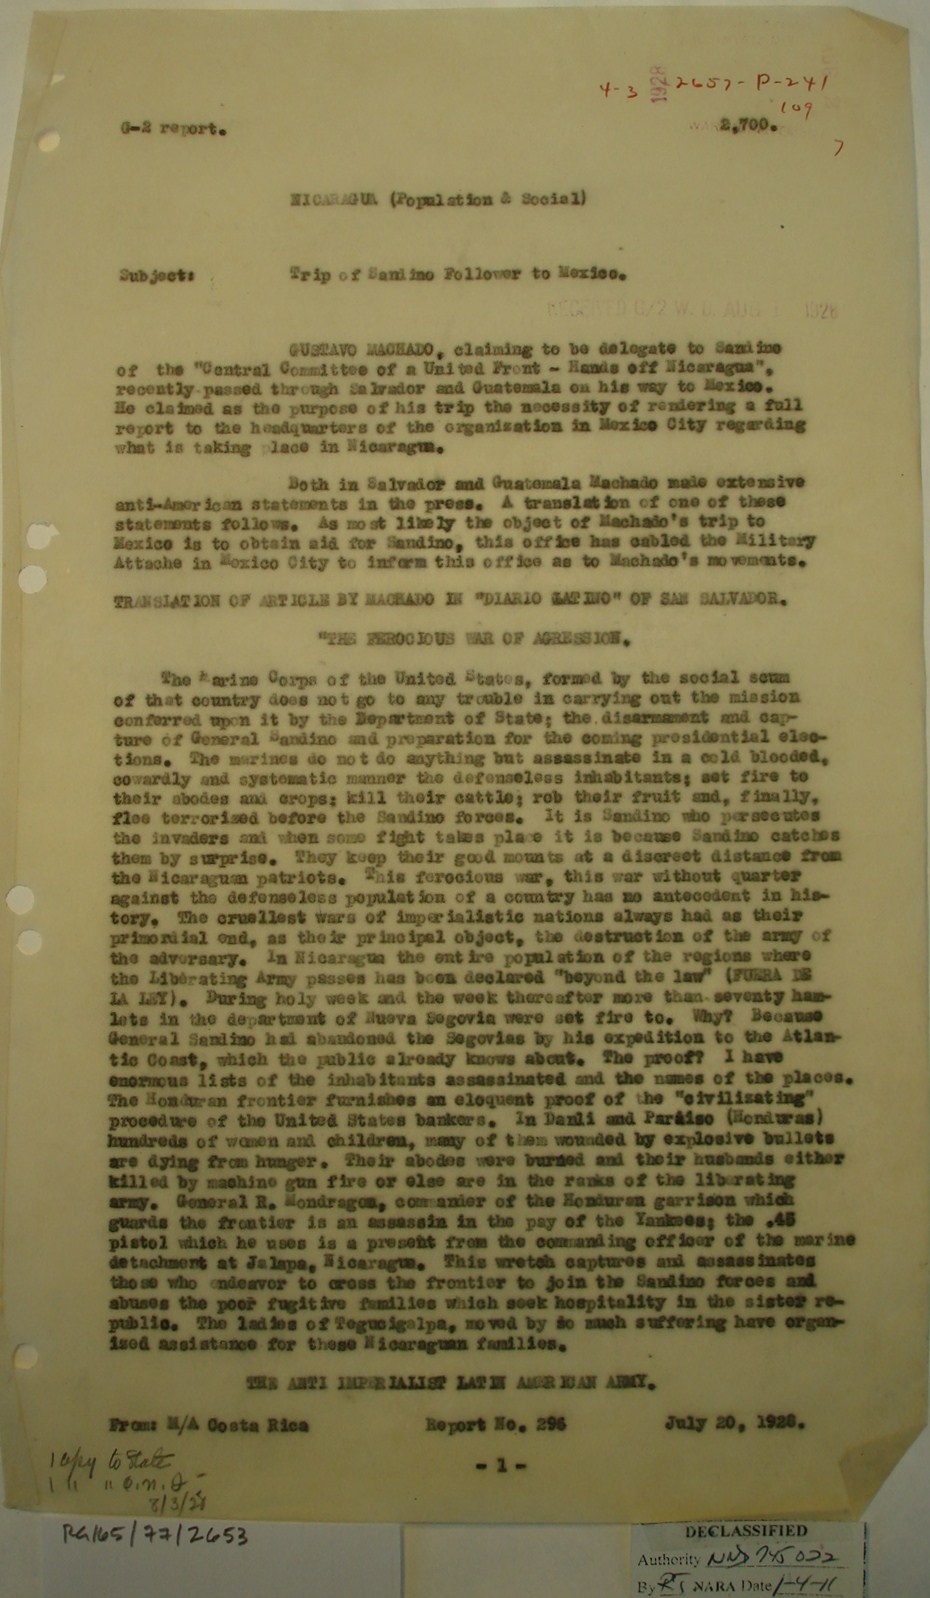 4-3 1928 2657-P-241
109
G-2 report.
2,700.
7
NICARAGUA (Population & Social)
Subject: Trip of Sandino Follower to Mexico.
RECEIVED G/2 W. D. AUG 1928
GUSTAVO MACHADO, claiming to be delegate to Sandino
of the "Central Committee of a United Front - Hands off Nicaragua",
recently passed through Salvador and Guatemala on his way to Mexico.
He claimed as the purpose of his trip the necessity of rendering a full
report to the headquarters of the organization in Mexico City regarding
what is taking place in Nicaragua.
Both in Salvador and Guatemala Machado made extensive
anti-American statements in the press. A translation of one of these
statements follows. As most likely the object of Machado's trip to
Mexico is to obtain aid for Sandino, this office has cabled the Military
Attache in Mexico City to inform this office as to Machado's movements.
TRANSLATION OF ARTICLE BY MACHADO IN "DIARIO LATINO" OF SAN SALVADOR.
"THE FEROCIOUS WAR OF AGRESSION.
The Marine Corps of the United States, formed by the social scum
of that country does not go to any trouble in carrying out the mission
conferred upon it by the Department of State; the disarmament and cap-
ture of General Sandino and preparation for the coming presidential elec-
tions. The marines do not do anything but assassinate in a cold blooded,
cowardly and systematic manner the defenseless inhabitants; set fire to
their abodes and crops; kill their cattle; rob their fruit and, finally,
flee terrorized before the Sandino forces. It is Sandino who persecutes
the invaders and when some fight takes place it is because Sandino catches
them by surprise. They keep their good mounts at a discreet distance from
the Nicaraguan patriots. This ferocious war, this war without quarter
against the defenseless population of a country has no antecedent in his-
tory. The cruellest wars of imperialistic nations always had as their
primordial end, as their principal object, the destruction of the army of
the adversary. In Nicaragua the entire population of the regions where
the Liberating Army passes has been declared "beyond the law" (FUERA DE
LA LEY). During holy week and the week thereafter more than seventy ham-
lets in the department of Nueva Segovia were set fire to. Why? Because
General Sandino had abandoned the Segovias by his expedition to the Atlan-
tic Coast, which the public already knows about. The proof? I have
enormous lists of the inhabitants assassinated and the names of the places.
The Honduran frontier furnishes an eloquent proof of the "civilizating"
procedure of the United States bankers. In Danli and Paraiso (Honduras)
hundreds of women and children, many of them wounded by explosive bullets
are dying from hunger. Their abodes were burned and their husbands either
killed by machine gun fire or else are in the ranks of the liberating
army. General R. Mondragon, commander of the Honduran garrison which
guards the frontier is an assassin in the pay of the Yankees; the .45
pistol which he uses is a present from the commanding officer of the marine
detachment at Jalapa, Nicaragua. This wretch captures and assassinates
those who endeavor to cross the frontier to join the Sandino forces and
abuses the poor fugitive families which seek hospitality in the sister re-
public. The ladies of Tegucigalpa, moved by so much suffering have organ-
ized assistance for these Nicaraguan families.
THE ANTI IMPERIALIST LATIN AMERICAN ARMY.
From: M/A Costa Rica Report No. 296 July 20, 1928.
- 1 -
1 copy to State
1 " " O.N.I.
8/3/28
RG165/77/2653
DECLASSIFIED
Authority NND 745022
By RJ NARA Date 1-4-11